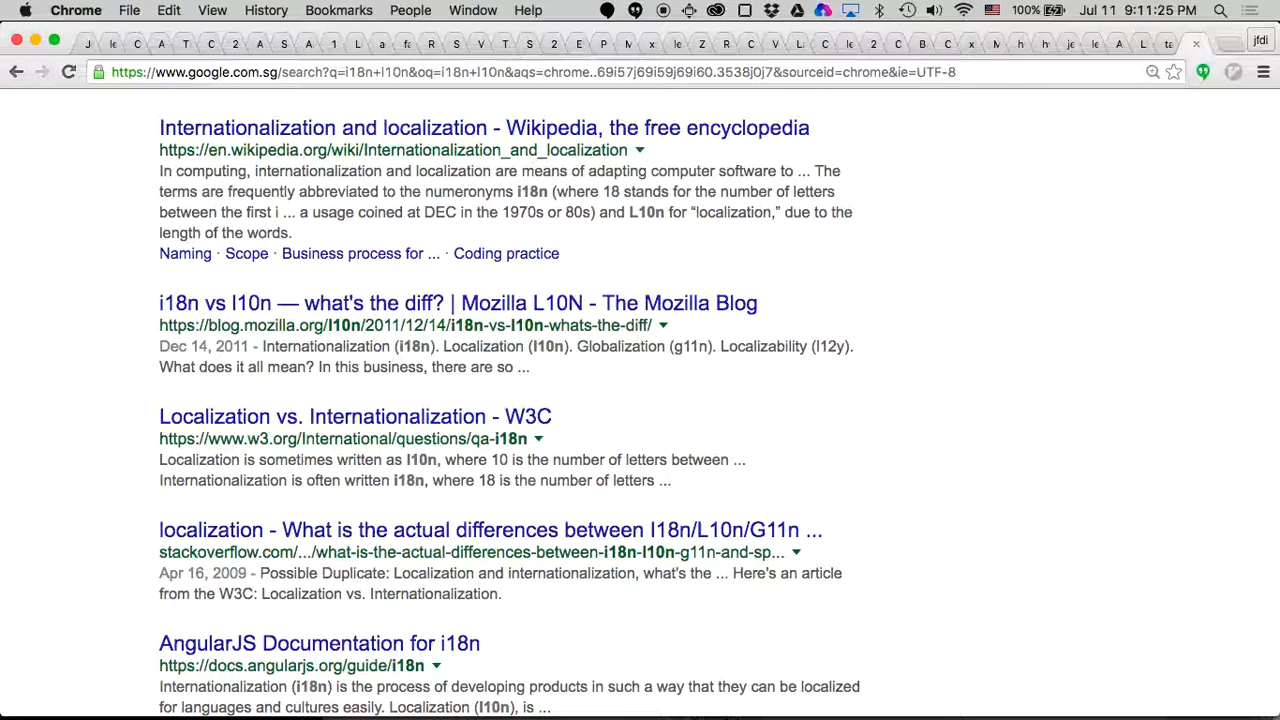 Chrome File Edit View History Bookmarks People Window Help 100% Jul 11 9:11:25 PM
J le C A T C 2 A S A 1 L a fa R S V T S 2 E P M x le Z R C V L C le 2 C B C x M h h je le A L ta × jfdi
https://www.google.com.sg/search?q=i18n+l10n&oq=i18n+l10n&aqs=chrome..69i57j69i59j69i60.3538j0j7&sourceid=chrome&ie=UTF-8
Internationalization and localization - Wikipedia, the free encyclopedia
https://en.wikipedia.org/wiki/Internationalization_and_localization
In computing, internationalization and localization are means of adapting computer software to ... The
terms are frequently abbreviated to the numeronyms i18n (where 18 stands for the number of letters
between the first i ... a usage coined at DEC in the 1970s or 80s) and L10n for “localization,” due to the
length of the words.
Naming · Scope · Business process for ... · Coding practice
i18n vs l10n — what's the diff? | Mozilla L10N - The Mozilla Blog
https://blog.mozilla.org/l10n/2011/12/14/i18n-vs-l10n-whats-the-diff/
Dec 14, 2011 - Internationalization (i18n). Localization (l10n). Globalization (g11n). Localizability (l12y).
What does it all mean? In this business, there are so ...
Localization vs. Internationalization - W3C
https://www.w3.org/International/questions/qa-i18n
Localization is sometimes written as l10n, where 10 is the number of letters between ...
Internationalization is often written i18n, where 18 is the number of letters ...
localization - What is the actual differences between I18n/L10n/G11n ...
stackoverflow.com/.../what-is-the-actual-differences-between-i18n-l10n-g11n-and-sp...
Apr 16, 2009 - Possible Duplicate: Localization and internationalization, what's the ... Here's an article
from the W3C: Localization vs. Internationalization.
AngularJS Documentation for i18n
https://docs.angularjs.org/guide/i18n
Internationalization (i18n) is the process of developing products in such a way that they can be localized
for languages and cultures easily. Localization (l10n), is ...